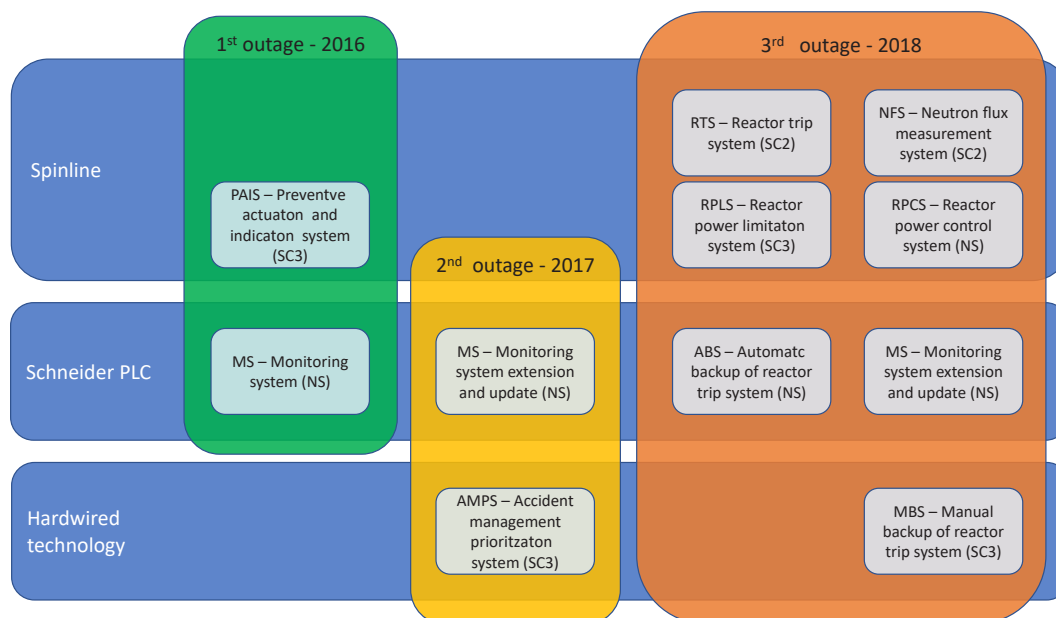 1st outage - 2016
3rd outage - 2018
Spinline
PAIS – Preventve
actuaton and
indicaton system
(SC3)
RTS – Reactor trip
system (SC2)
NFS – Neutron flux
measurement
system (SC2)
RPLS – Reactor
power limitaton
system (SC3)
RPCS – Reactor
power control
system (NS)
2nd outage - 2017
Schneider PLC
MS – Monitoring
system (NS)
MS – Monitoring
system extension
and update (NS)
ABS – Automatc
backup of reactor
trip system (NS)
MS – Monitoring
system extension
and update (NS)
Hardwired
technology
AMPS – Accident
management
prioritzaton
system (SC3)
MBS – Manual
backup of reactor
trip system (SC3)